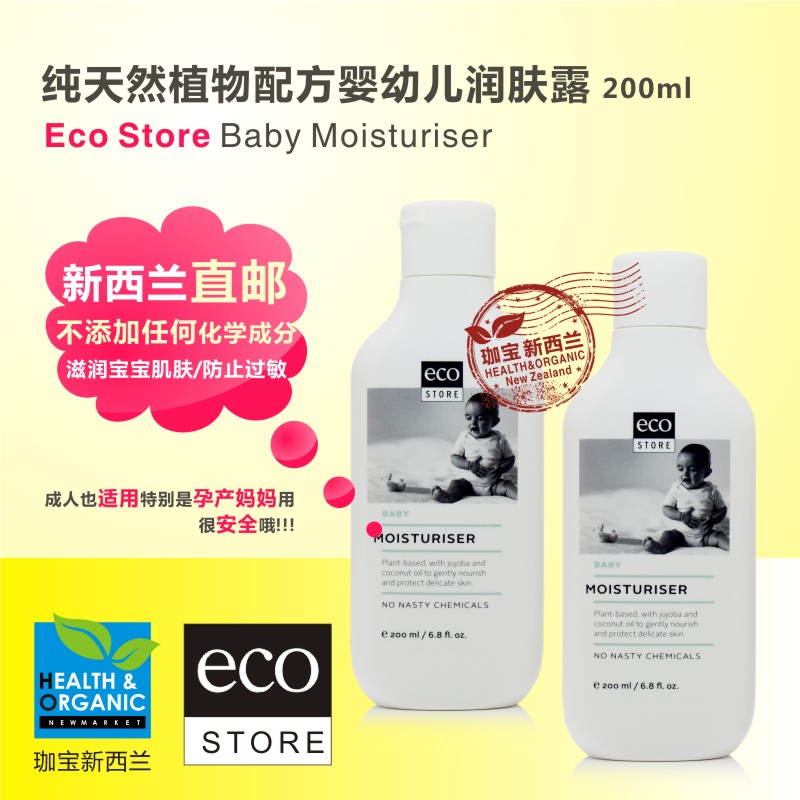 纯天然植物配方婴幼儿润肤露 200ml
Eco Store Baby Moisturiser
新西兰直邮
不添加任何化学成分
滋润宝宝肌肤/防止过敏
成人也适用特别是孕产妈妈用
很安全哦!!!
珈宝新西兰
HEALTH&ORGANIC
New Zealand
eco
STORE
BABY
MOISTURISER
Plant-based, with jojoba and
coconut oil to gently nourish
and protect delicate skin.
NO NASTY CHEMICALS
e 200 ml / 6.8 fl. oz.
eco
STORE
BABY
MOISTURISER
Plant-based, with jojoba and
coconut oil to gently nourish
and protect delicate skin.
NO NASTY CHEMICALS
e 200 ml / 6.8 fl. oz.
HEALTH &
ORGANIC
NEWMARKET
珈宝新西兰
eco
STORE